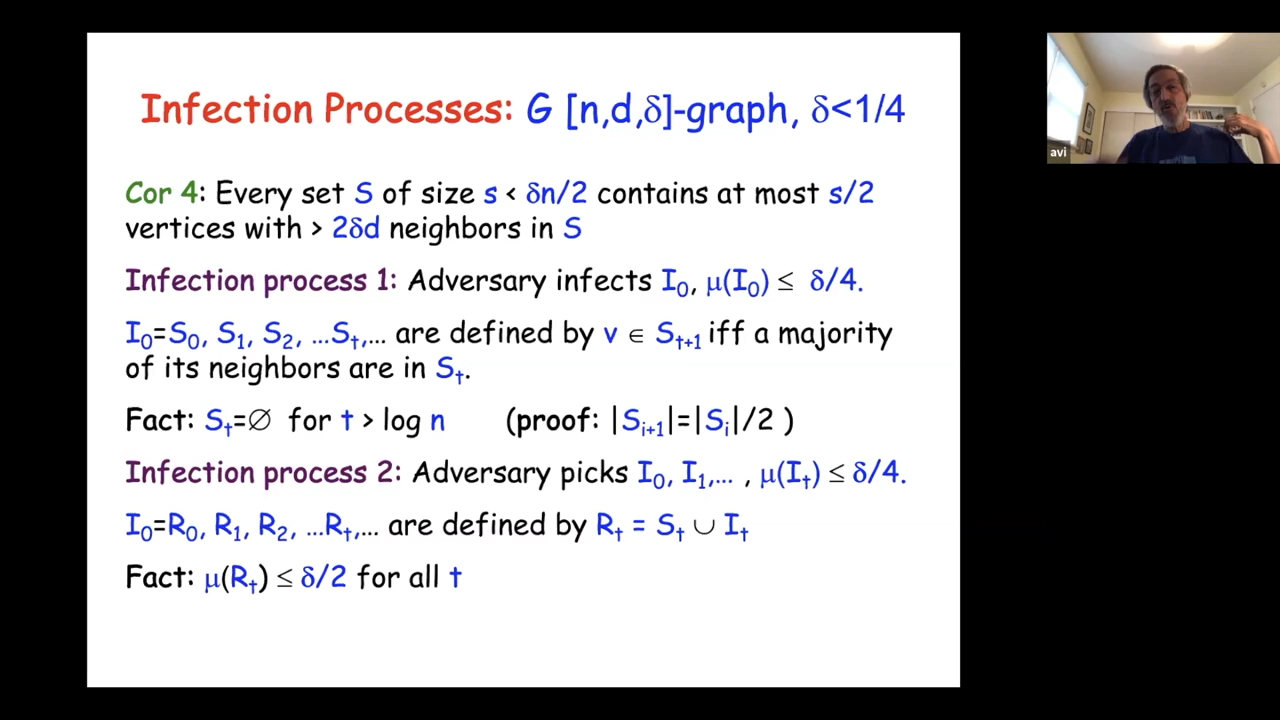 Infection Processes: G [n,d,δ]-graph, δ<1/4
Cor 4: Every set S of size s < δn/2 contains at most s/2
vertices with > 2δd neighbors in S
Infection process 1: Adversary infects I₀, μ(I₀) ≤ δ/4.
I₀=S₀, S₁, S₂, …Sₜ,… are defined by v ∈ Sₜ₊₁ iff a majority
of its neighbors are in Sₜ.
Fact: Sₜ=∅ for t > log n (proof: |Sᵢ₊₁|=|Sᵢ|/2 )
Infection process 2: Adversary picks I₀, I₁,… , μ(Iₜ) ≤ δ/4.
I₀=R₀, R₁, R₂, …Rₜ,… are defined by Rₜ = Sₜ ∪ Iₜ
Fact: μ(Rₜ) ≤ δ/2 for all t
avi